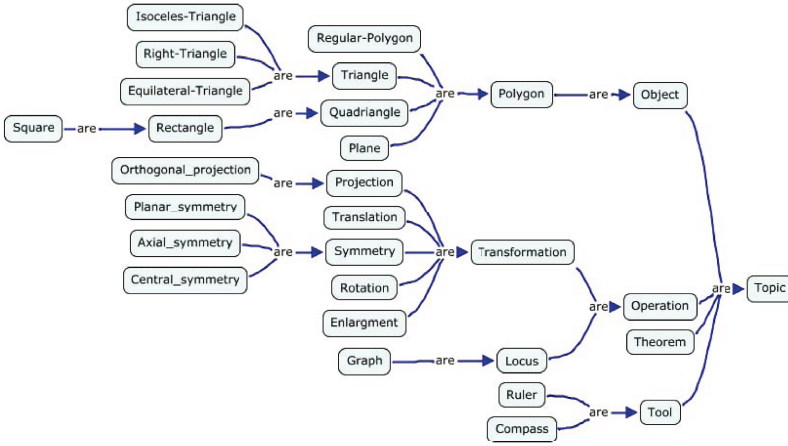 Isoceles-Triangle
Right-Triangle
Equilateral-Triangle
are
Regular-Polygon
Triangle
Quadriangle
Plane
Square
are
Rectangle
are
are
Polygon
are
Object
Orthogonal_projection
are
Projection
Planar_symmetry
Axial_symmetry
Central_symmetry
are
Translation
Symmetry
Rotation
Enlargment
are
Transformation
Graph
are
Locus
are
Operation
Theorem
Ruler
Compass
are
Tool
are
Topic